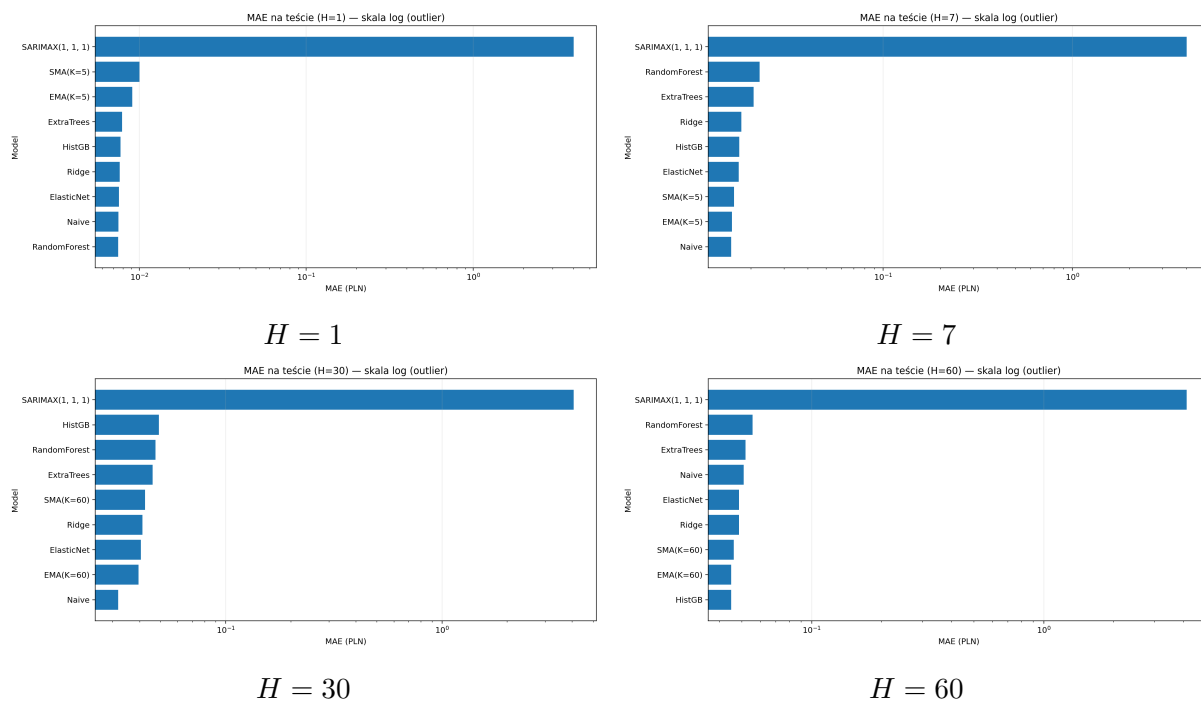 MAE na teście (H=1) — skala log (outlier)
SARIMAX(1, 1, 1)
SMA(K=5)
EMA(K=5)
ExtraTrees
HistGB
Ridge
ElasticNet
Naive
RandomForest
Model
10⁻²
10⁻¹
10⁰
MAE (PLN)
H = 1
MAE na teście (H=7) — skala log (outlier)
SARIMAX(1, 1, 1)
RandomForest
ExtraTrees
Ridge
HistGB
ElasticNet
SMA(K=5)
EMA(K=5)
Naive
Model
10⁻¹
10⁰
MAE (PLN)
H = 7
MAE na teście (H=30) — skala log (outlier)
SARIMAX(1, 1, 1)
HistGB
RandomForest
ExtraTrees
SMA(K=60)
Ridge
ElasticNet
EMA(K=60)
Naive
Model
10⁻¹
10⁰
MAE (PLN)
H = 30
MAE na teście (H=60) — skala log (outlier)
SARIMAX(1, 1, 1)
RandomForest
ExtraTrees
Naive
ElasticNet
Ridge
SMA(K=60)
EMA(K=60)
HistGB
Model
10⁻¹
10⁰
MAE (PLN)
H = 60